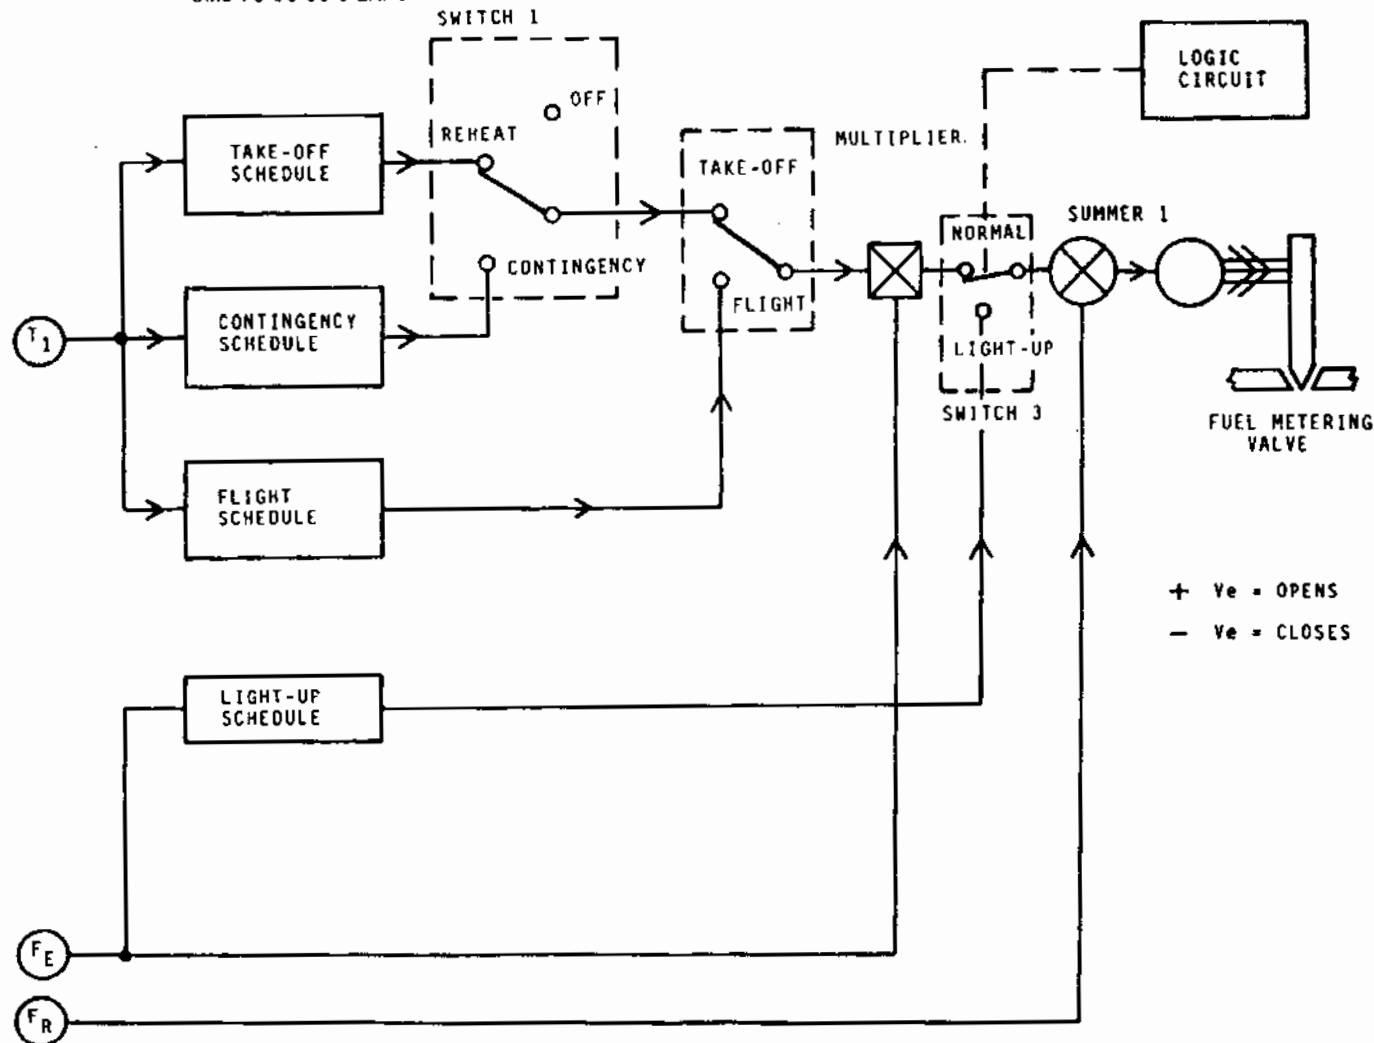 SWITCH 1
LOGIC
CIRCUIT
OFF
REHEAT
MULTIPLIER.
TAKE-OFF
SCHEDULE
TAKE-OFF
SUMMER 1
NORMAL
CONTINGENCY
FLIGHT
T1
CONTINGENCY
SCHEDULE
LIGHT-UP
SWITCH 3
FUEL METERING
VALVE
FLIGHT
SCHEDULE
+ Ve = OPENS
− Ve = CLOSES
LIGHT-UP
SCHEDULE
FE
FR